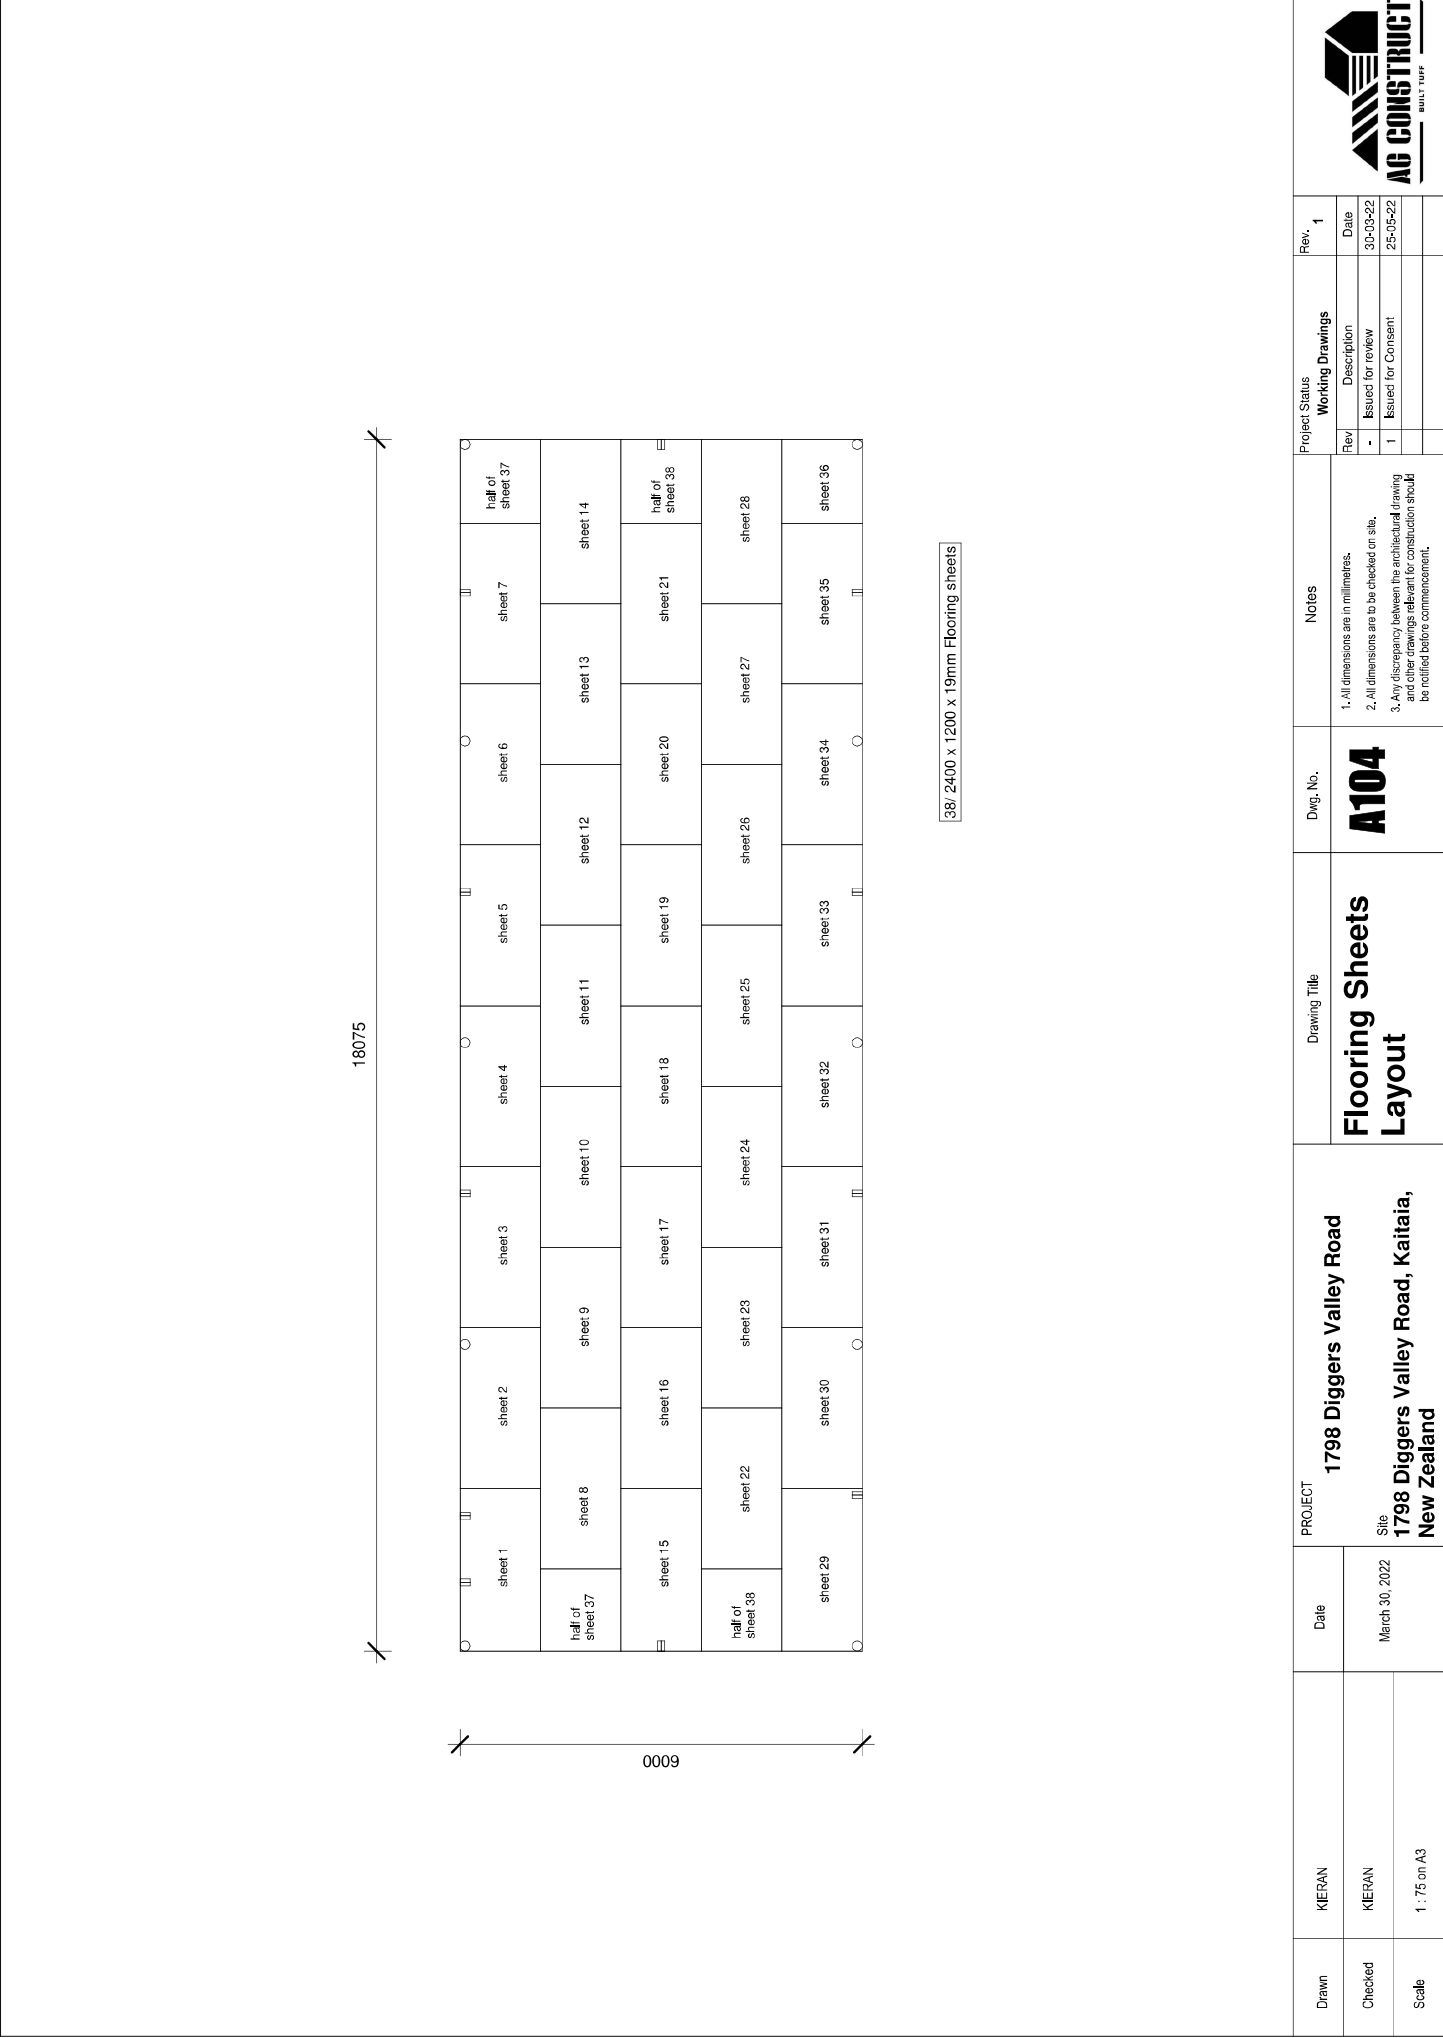 18075
0009
half of
sheet 37
sheet 14
half of
sheet 38
sheet 28
sheet 36
sheet 7
sheet 13
sheet 21
sheet 27
sheet 35
sheet 6
sheet 12
sheet 20
sheet 26
sheet 34
sheet 5
sheet 11
sheet 19
sheet 25
sheet 33
sheet 4
sheet 10
sheet 18
sheet 24
sheet 32
sheet 3
sheet 9
sheet 17
sheet 23
sheet 31
sheet 2
sheet 8
sheet 16
sheet 22
sheet 30
sheet 1
half of
sheet 37
sheet 15
half of
sheet 38
sheet 29
38/ 2400 x 1200 x 19mm Flooring sheets
Drawn
KIERAN
Checked
KIERAN
Scale
1 : 75 on A3
Date
March 30, 2022
PROJECT
1798 Diggers Valley Road
Site
1798 Diggers Valley Road, Kaitaia,
New Zealand
Drawing Title
Flooring Sheets
Layout
Dwg. No.
A104
Notes
1. All dimensions are in millimetres.
2. All dimensions are to be checked on site.
3. Any discrepancy between the architectural drawing
and other drawings relevant for construction should
be notified before commencement.
Project Status
Working Drawings
Rev.
1
Rev Description Date
- Issued for review 30-03-22
1 Issued for Consent 25-05-22
AG CONSTRUCT
BUILT TUFF